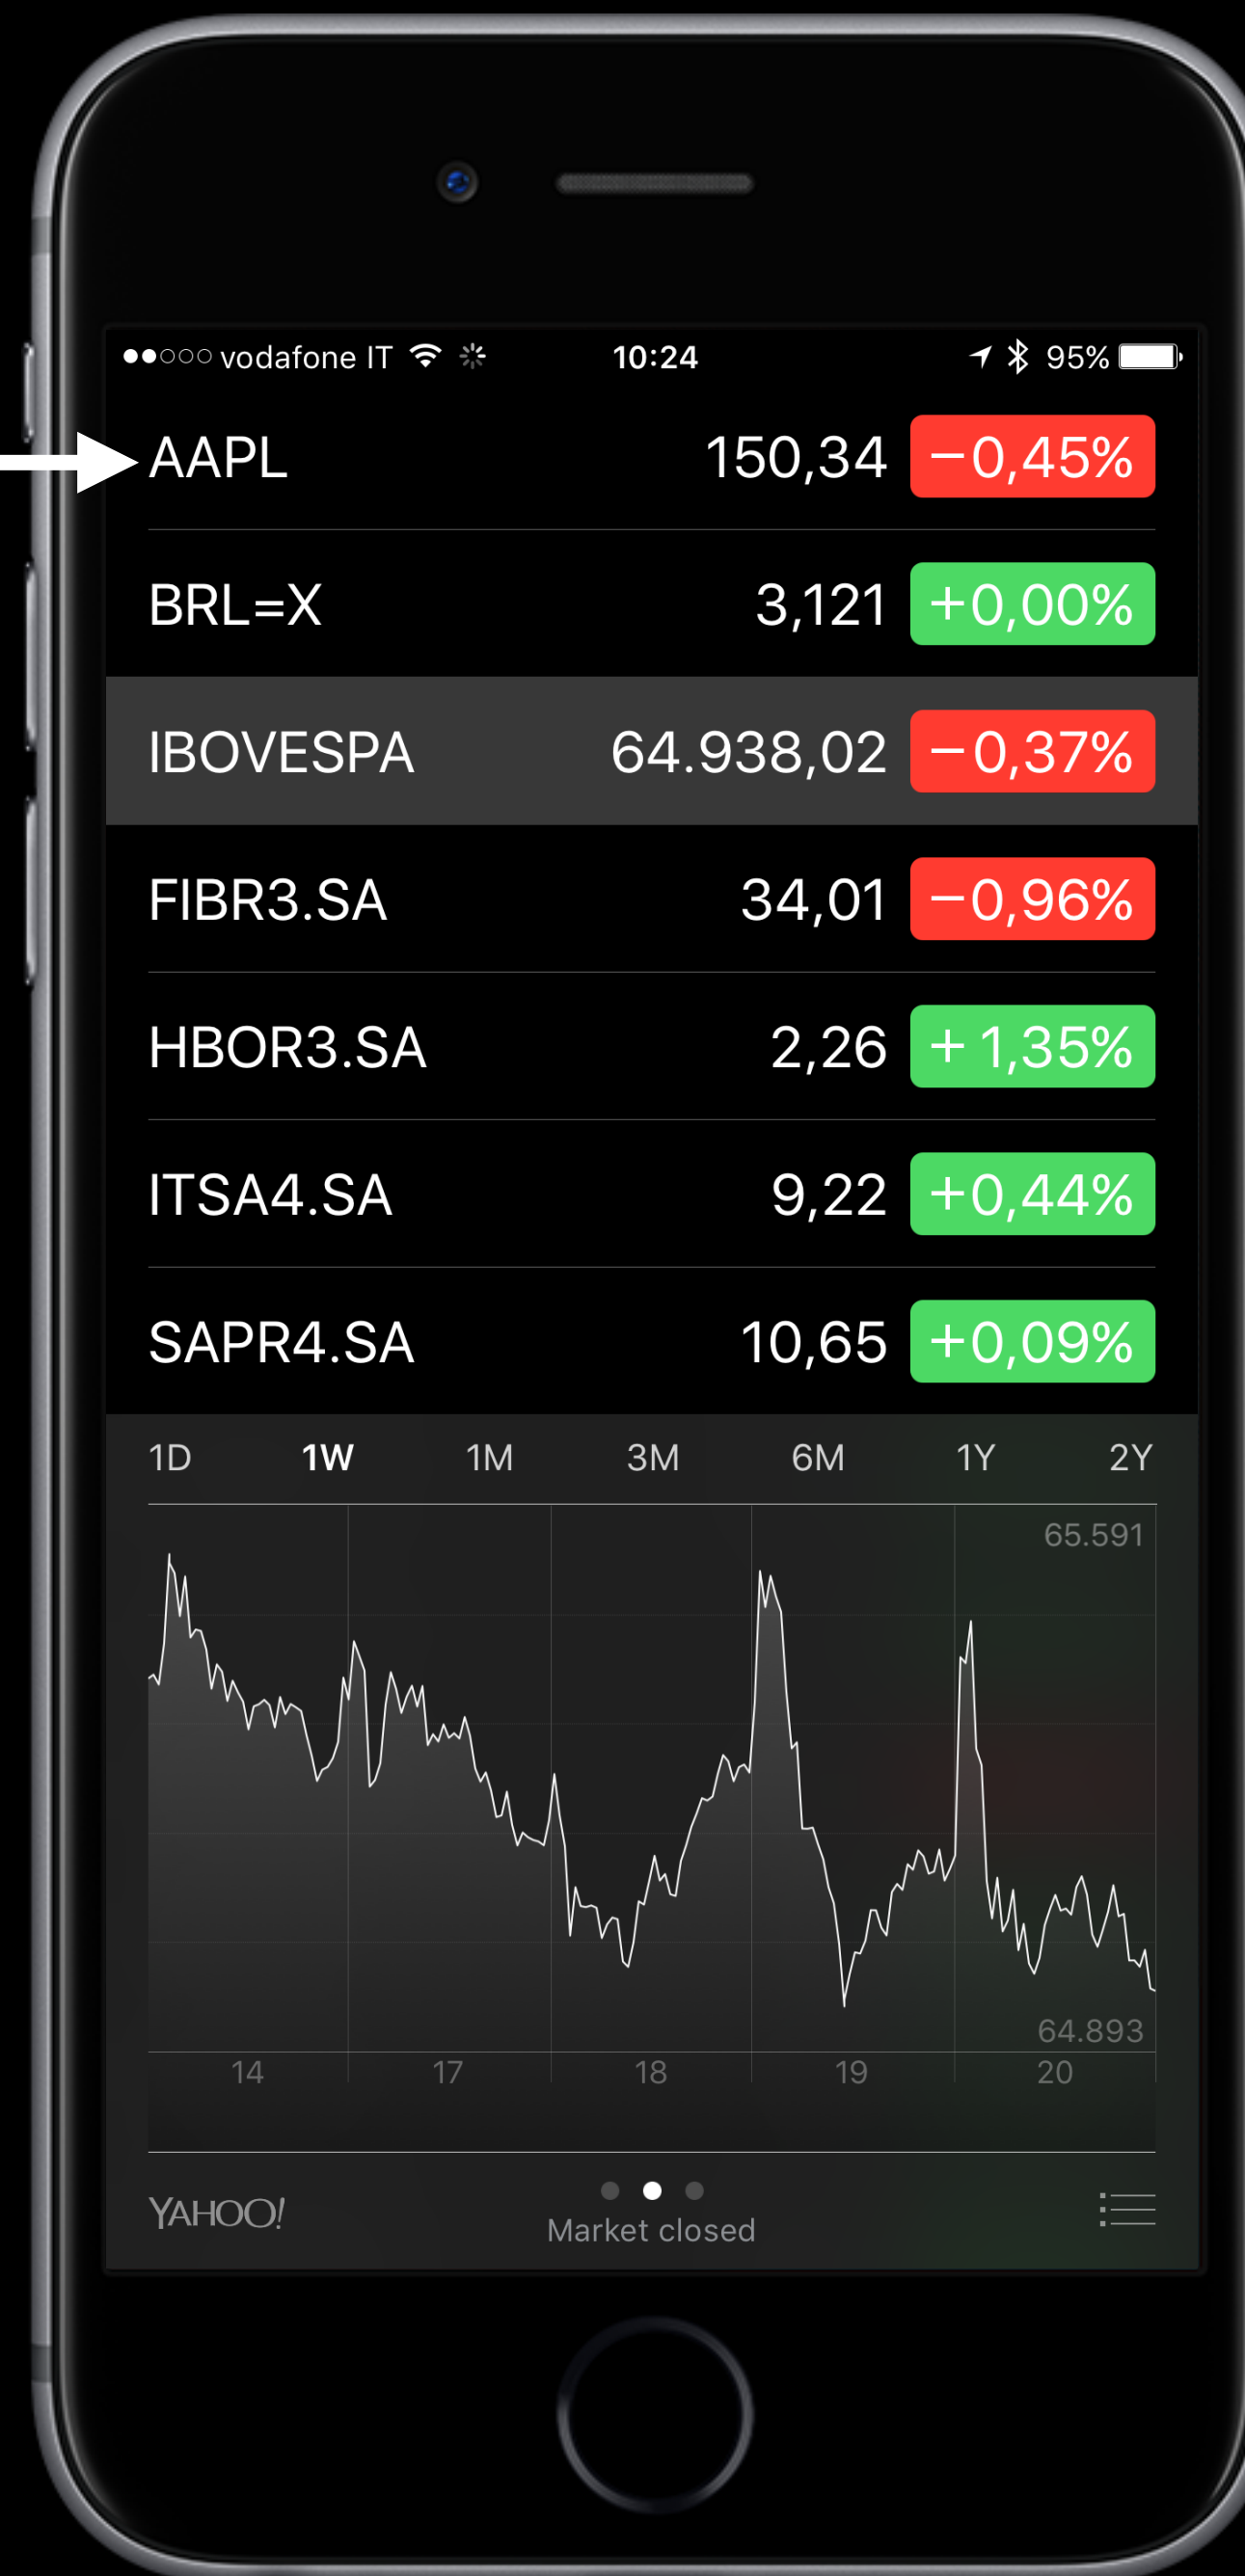 vodafone IT 10:24 95%
AAPL 150,34 −0,45%
BRL=X 3,121 +0,00%
IBOVESPA 64.938,02 −0,37%
FIBR3.SA 34,01 −0,96%
HBOR3.SA 2,26 +1,35%
ITSA4.SA 9,22 +0,44%
SAPR4.SA 10,65 +0,09%
1D 1W 1M 3M 6M 1Y 2Y
65.591
64.893
14 17 18 19 20
YAHOO!
Market closed